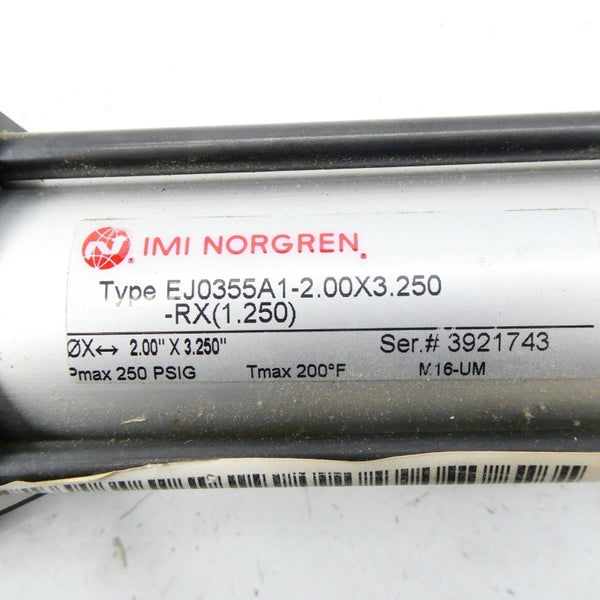 IMI NORGREN®
Type EJ0355A1-2.00X3.250
-RX(1.250)
ØX↔ 2.00" X 3.250" Ser.# 3921743
Pmax 250 PSIG Tmax 200°F M16-UM